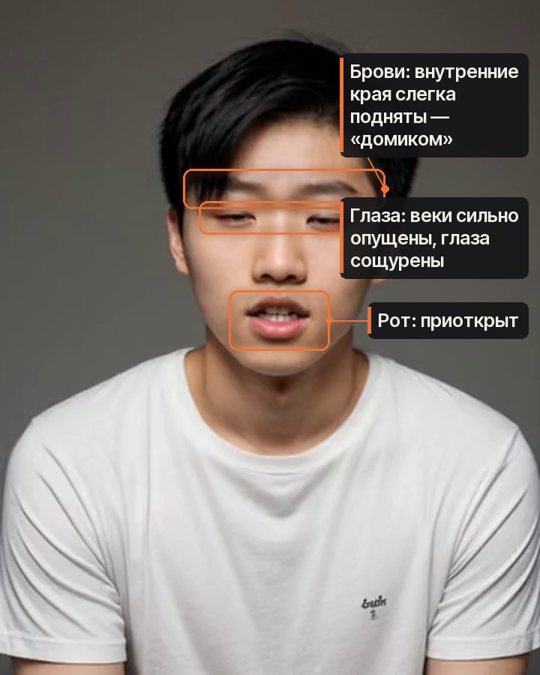 Брови: внутренние
края слегка
подняты —
«домиком»
Глаза: веки сильно
опущены, глаза
сощурены
Рот: приоткрыт